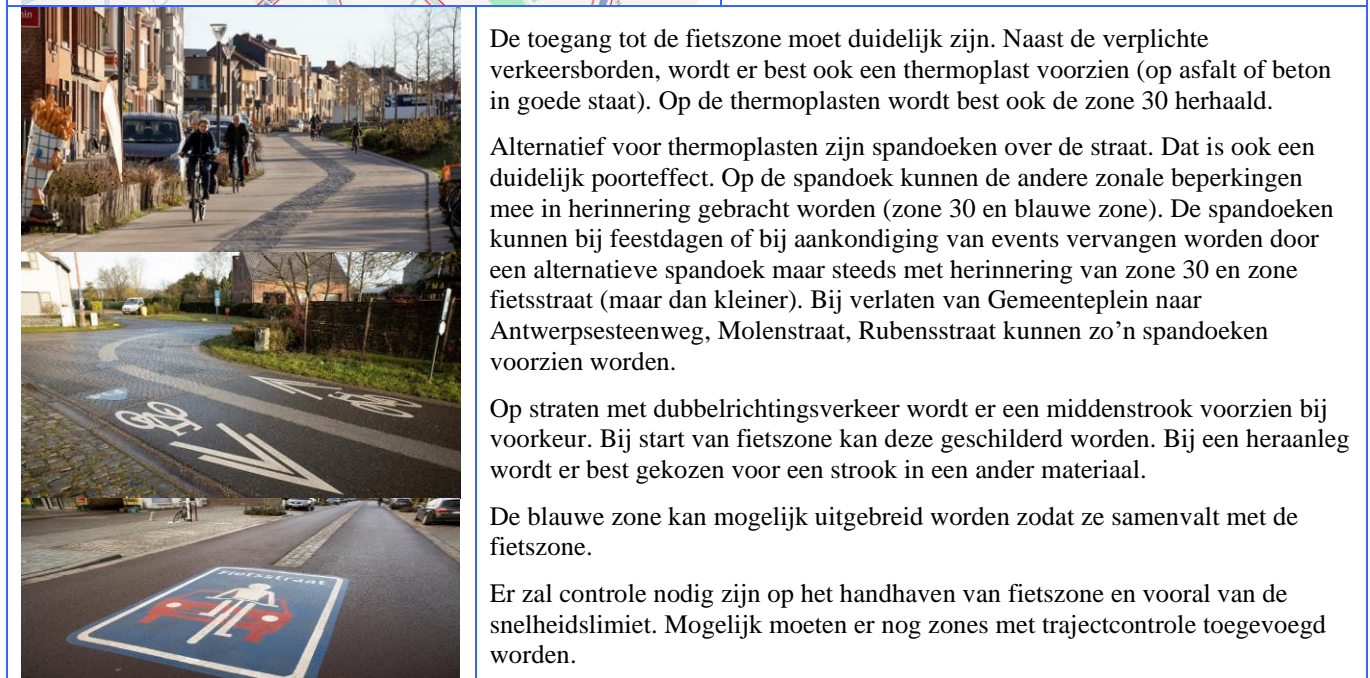 De toegang tot de fietszone moet duidelijk zijn. Naast de verplichte
verkeersborden, wordt er best ook een thermoplast voorzien (op asfalt of beton
in goede staat). Op de thermoplasten wordt best ook de zone 30 herhaald.
Alternatief voor thermoplasten zijn spandoeken over de straat. Dat is ook een
duidelijk poorteffect. Op de spandoek kunnen de andere zonale beperkingen
mee in herinnering gebracht worden (zone 30 en blauwe zone). De spandoeken
kunnen bij feestdagen of bij aankondiging van events vervangen worden door
een alternatieve spandoek maar steeds met herinnering van zone 30 en zone
fietsstraat (maar dan kleiner). Bij verlaten van Gemeenteplein naar
Antwerpsesteenweg, Molenstraat, Rubensstraat kunnen zo’n spandoeken
voorzien worden.
Op straten met dubbelrichtingsverkeer wordt er een middenstrook voorzien bij
voorkeur. Bij start van fietszone kan deze geschilderd worden. Bij een heraanleg
wordt er best gekozen voor een strook in een ander materiaal.
De blauwe zone kan mogelijk uitgebreid worden zodat ze samenvalt met de
fietszone.
Er zal controle nodig zijn op het handhaven van fietszone en vooral van de
snelheidslimiet. Mogelijk moeten er nog zones met trajectcontrole toegevoegd
worden.
Fietsstraat